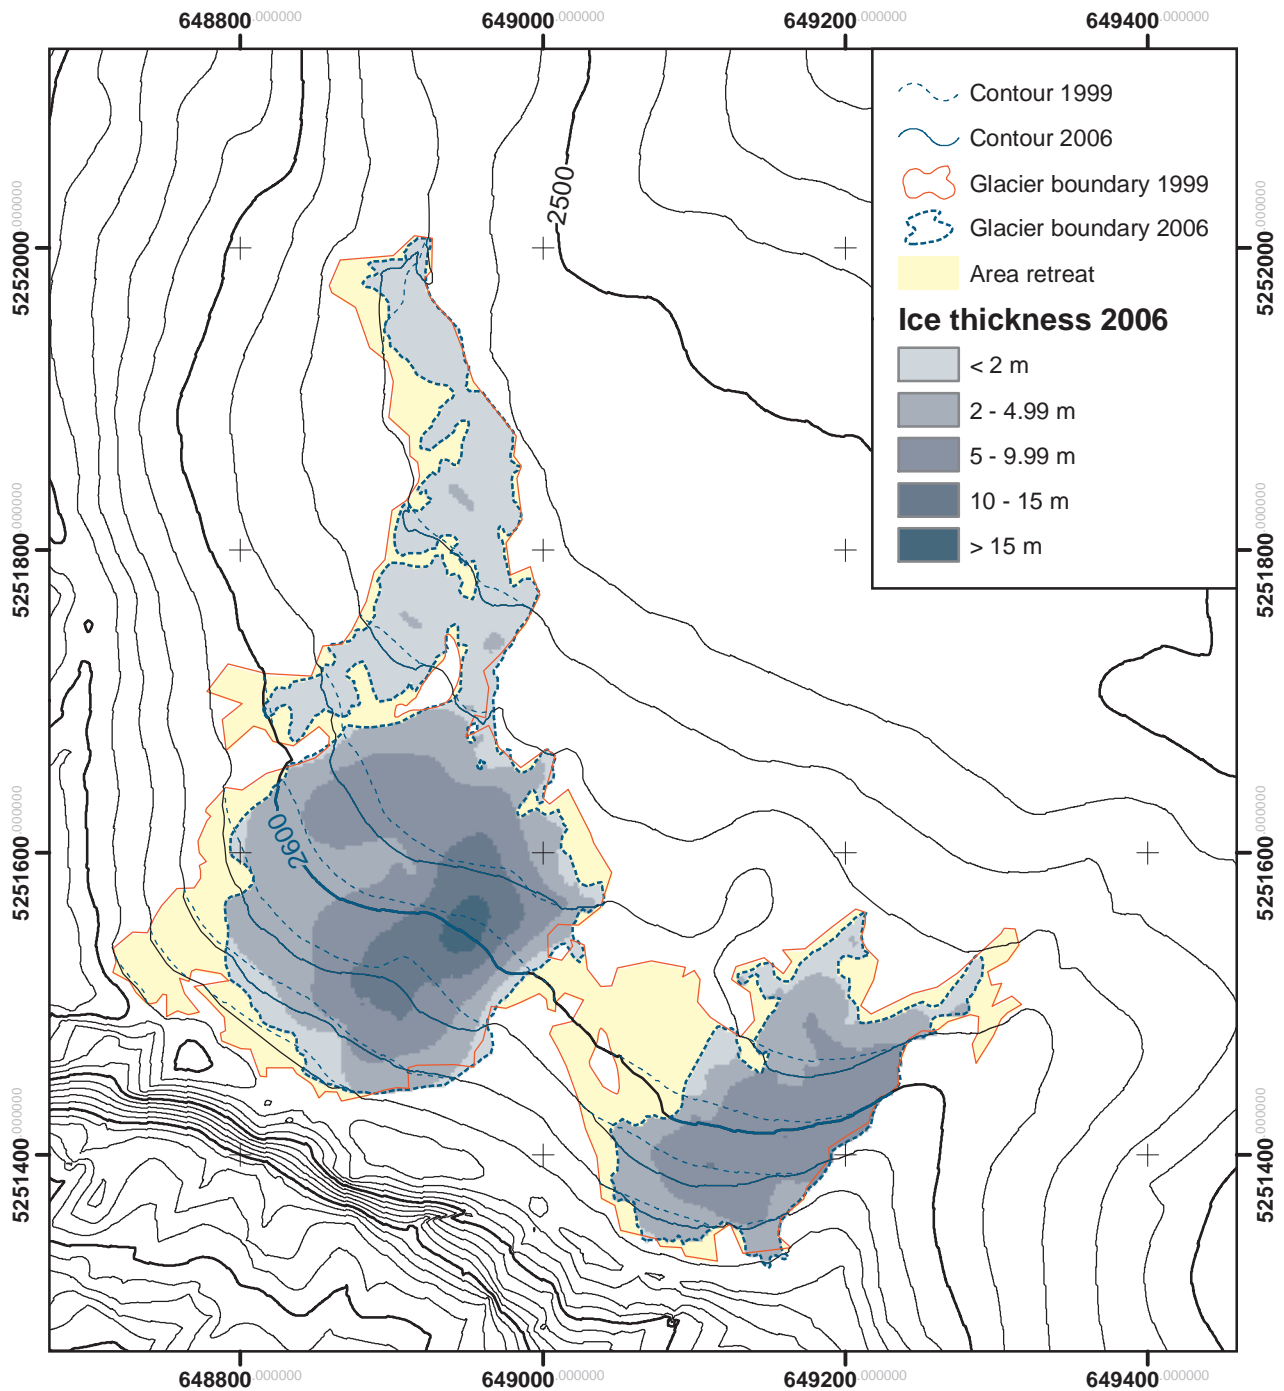 648800.000000 649000.000000 649200.000000 649400.000000
Contour 1999
Contour 2006
Glacier boundary 1999
Glacier boundary 2006
Area retreat
Ice thickness 2006
< 2 m
2 - 4.99 m
5 - 9.99 m
10 - 15 m
> 15 m
2500
2600
5252000.000000
5251800.000000
5251600.000000
5251400.000000
5252000.000000
5251800.000000
5251600.000000
5251400.000000
648800.000000 649000.000000 649200.000000 649400.000000